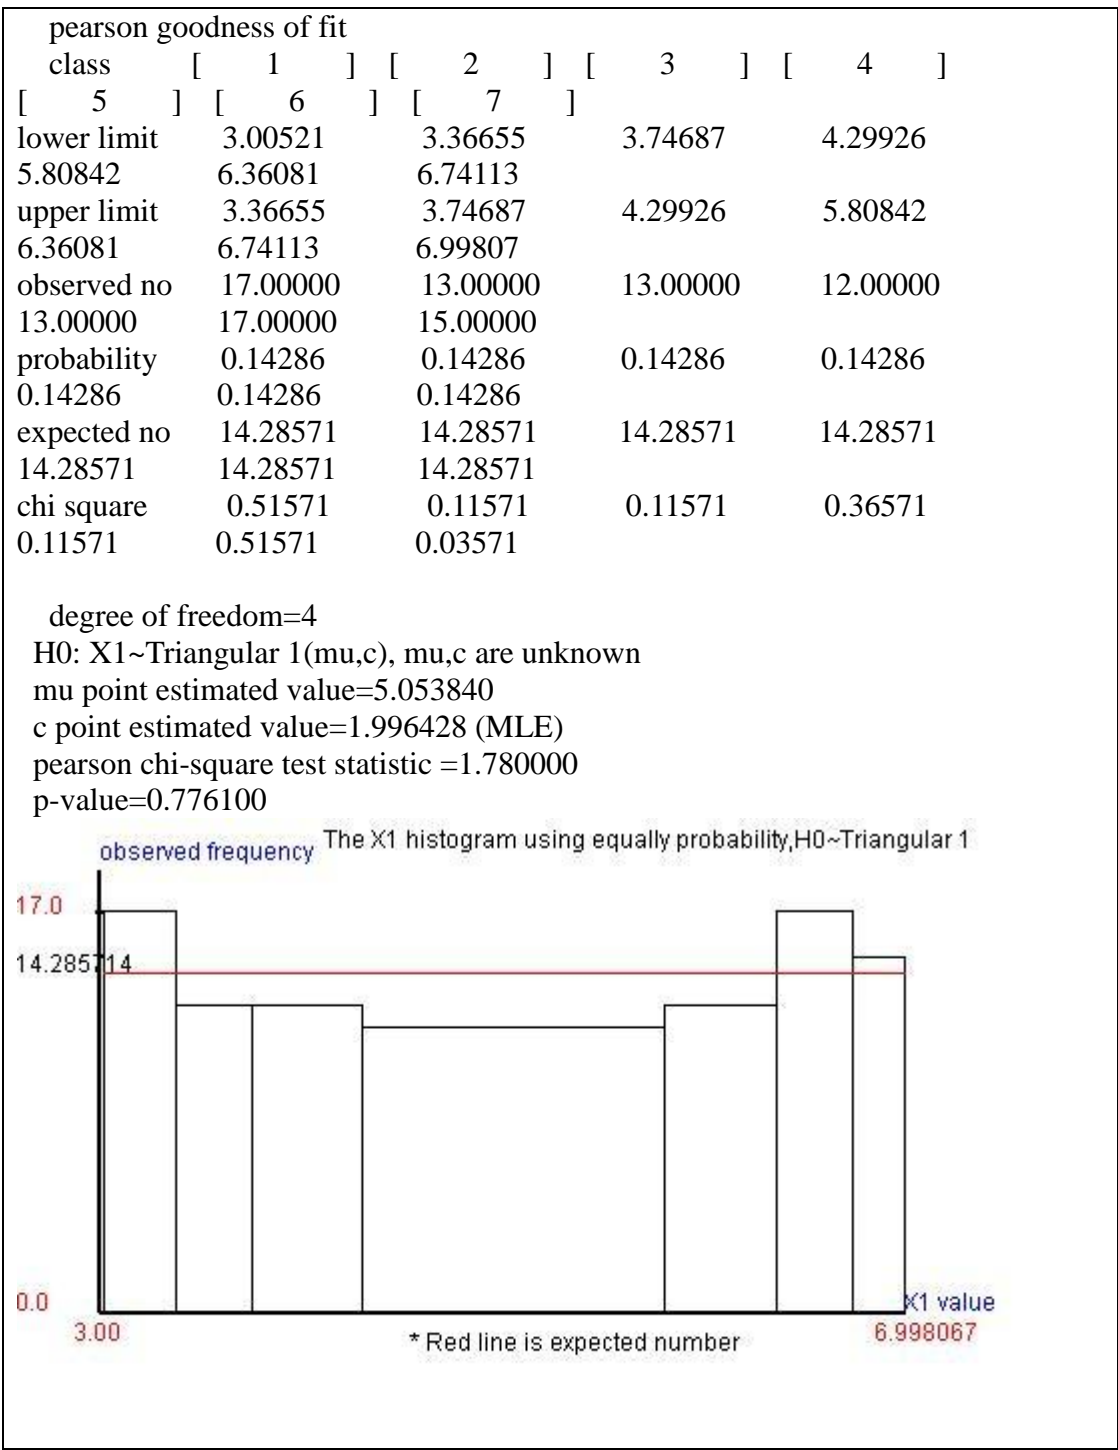 pearson goodness of fit
class [ 1 ] [ 2 ] [ 3 ] [ 4 ]
[ 5 ] [ 6 ] [ 7 ]
lower limit 3.00521 3.36655 3.74687 4.29926
5.80842 6.36081 6.74113
upper limit 3.36655 3.74687 4.29926 5.80842
6.36081 6.74113 6.99807
observed no 17.00000 13.00000 13.00000 12.00000
13.00000 17.00000 15.00000
probability 0.14286 0.14286 0.14286 0.14286
0.14286 0.14286 0.14286
expected no 14.28571 14.28571 14.28571 14.28571
14.28571 14.28571 14.28571
chi square 0.51571 0.11571 0.11571 0.36571
0.11571 0.51571 0.03571
degree of freedom=4
H0: X1~Triangular 1(mu,c), mu,c are unknown
mu point estimated value=5.053840
c point estimated value=1.996428 (MLE)
pearson chi-square test statistic =1.780000
p-value=0.776100
observed frequency The X1 histogram using equally probability,H0~Triangular 1
17.0
14.285714
0.0 X1 value
3.00 * Red line is expected number 6.998067